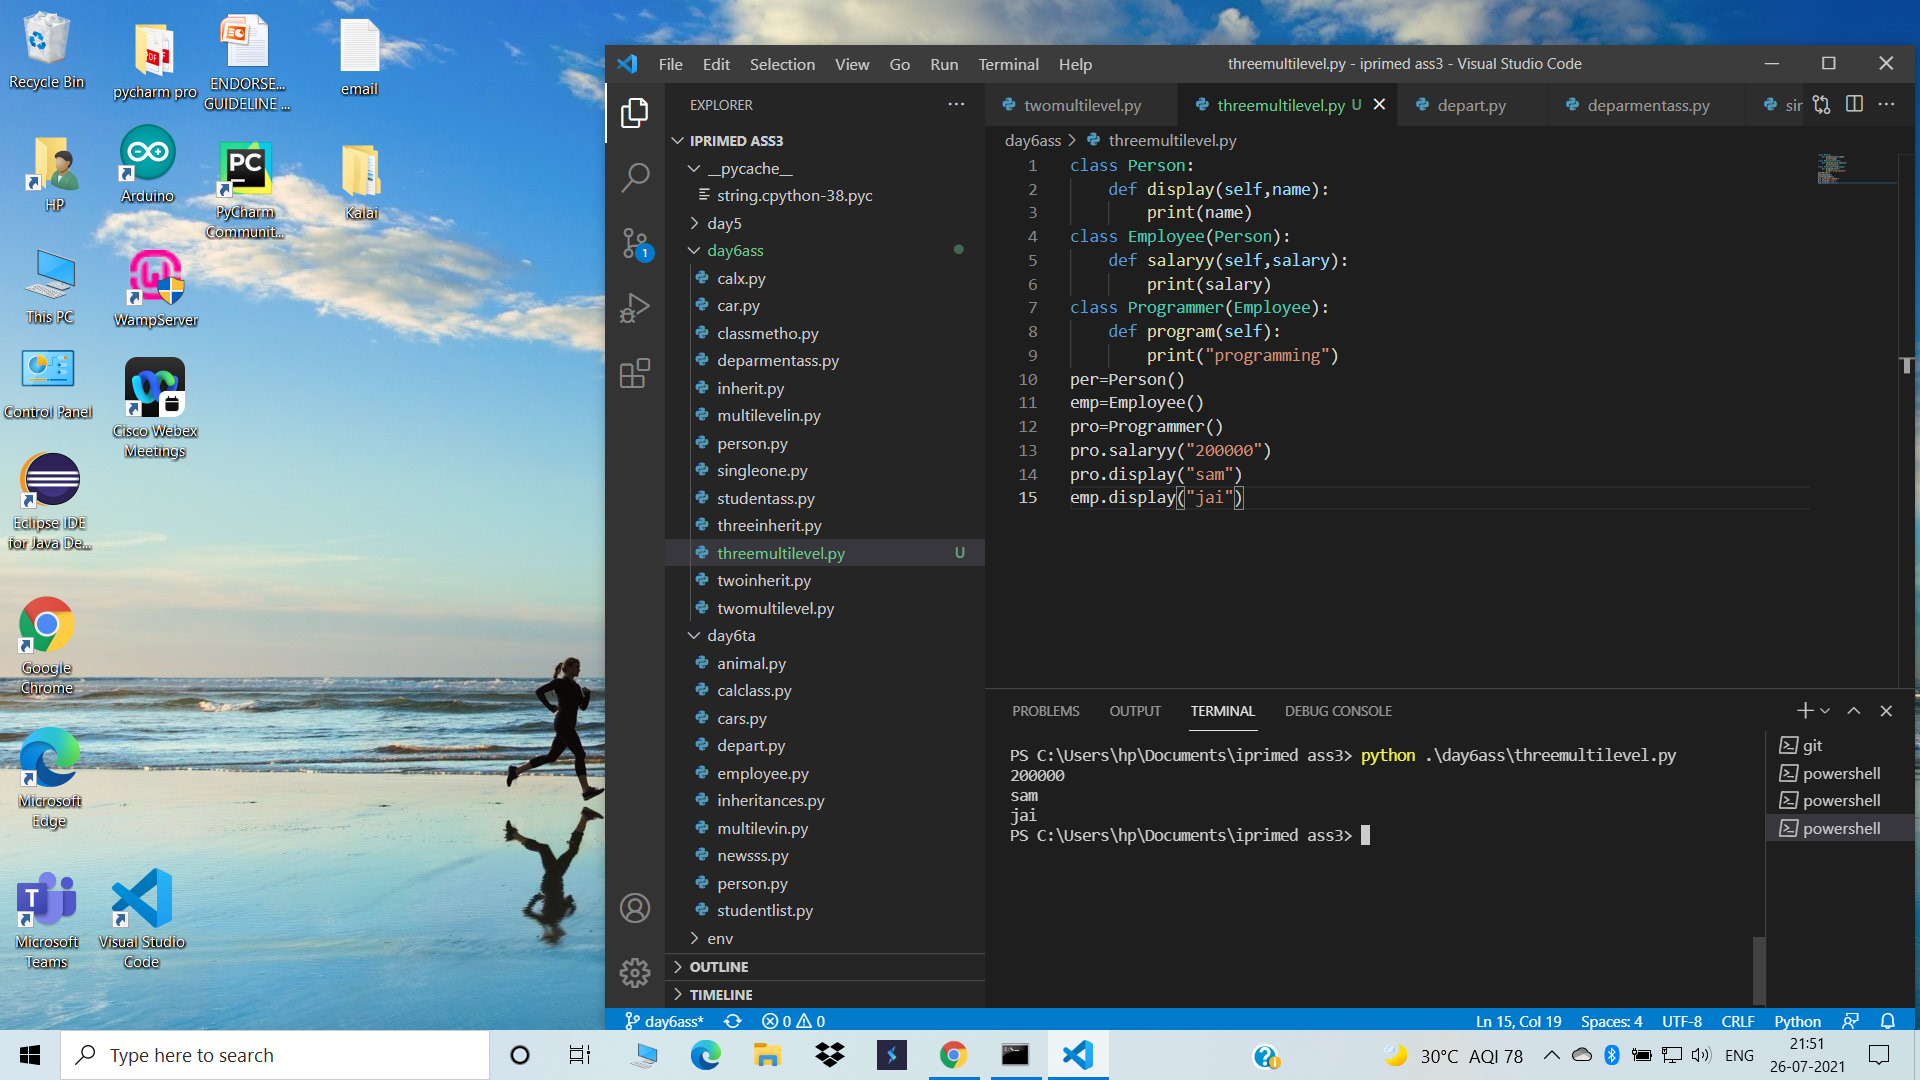 Recycle Bin
pycharm pro
ENDORSE...
GUIDELINE ...
email
HP
Arduino
PyCharm
Communit...
Kalai
This PC
WampServer
Control Panel
Cisco Webex
Meetings
Eclipse IDE
for Java De...
Google
Chrome
Microsoft
Edge
Microsoft
Teams
Visual Studio
Code
File Edit Selection View Go Run Terminal Help
threemultilevel.py - iprimed ass3 - Visual Studio Code
EXPLORER
IPRIMED ASS3
__pycache__
string.cpython-38.pyc
day5
day6ass
calx.py
car.py
classmetho.py
deparmentass.py
inherit.py
multilevelin.py
person.py
singleone.py
studentass.py
threeinherit.py
threemultilevel.py U
twoinherit.py
twomultilevel.py
day6ta
animal.py
calclass.py
cars.py
depart.py
employee.py
inheritances.py
multilevin.py
newsss.py
person.py
studentlist.py
env
OUTLINE
TIMELINE
1
twomultilevel.py threemultilevel.py U depart.py deparmentass.py sir
day6ass > threemultilevel.py
1 class Person:
2 def display(self,name):
3 print(name)
4 class Employee(Person):
5 def salaryy(self,salary):
6 print(salary)
7 class Programmer(Employee):
8 def program(self):
9 print("programming")
10 per=Person()
11 emp=Employee()
12 pro=Programmer()
13 pro.salaryy("200000")
14 pro.display("sam")
15 emp.display("jai")
PROBLEMS OUTPUT TERMINAL DEBUG CONSOLE
PS C:\Users\hp\Documents\iprimed ass3> python .\day6ass\threemultilevel.py
200000
sam
jai
PS C:\Users\hp\Documents\iprimed ass3>
git
powershell
powershell
powershell
day6ass* 0 0
Ln 15, Col 19 Spaces: 4 UTF-8 CRLF Python
Type here to search
30°C AQI 78 ENG
21:51
26-07-2021